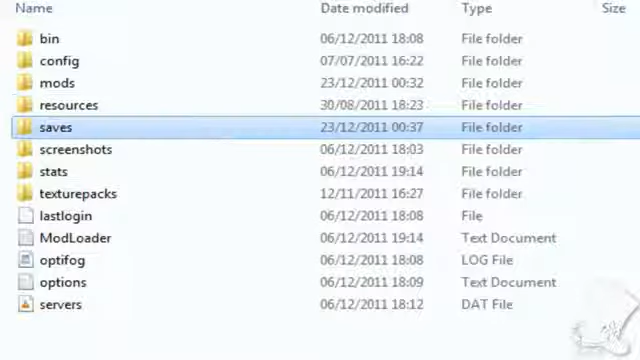 Name Date modified Type Size
bin 06/12/2011 18:08 File folder
config 07/07/2011 16:22 File folder
mods 23/12/2011 00:32 File folder
resources 30/08/2011 18:23 File folder
saves 23/12/2011 00:37 File folder
screenshots 06/12/2011 18:03 File folder
stats 06/12/2011 19:14 File folder
texturepacks 12/11/2011 16:27 File folder
lastlogin 06/12/2011 18:08 File
ModLoader 06/12/2011 19:14 Text Document
optifog 06/12/2011 18:08 LOG File
options 06/12/2011 18:09 Text Document
servers 06/12/2011 18:12 DAT File